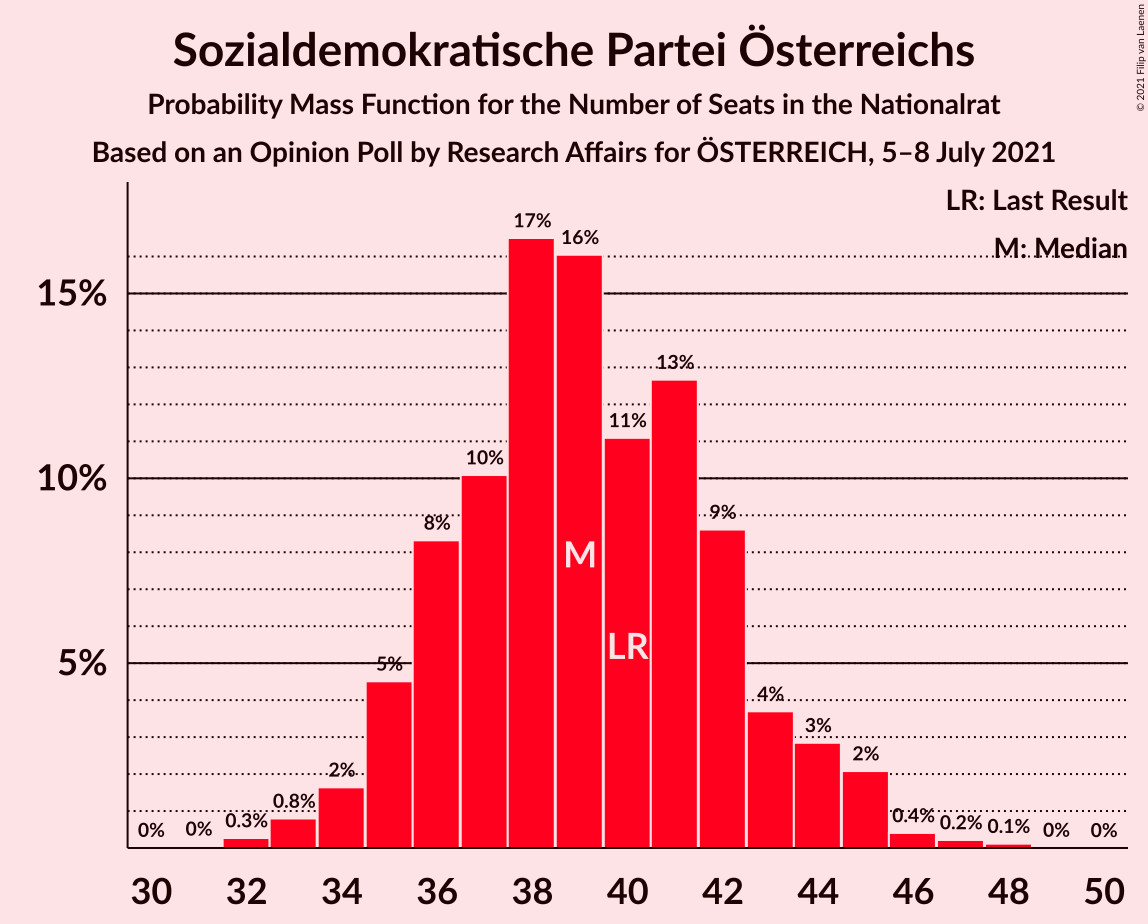 Sozialdemokratische Partei Österreichs
Probability Mass Function for the Number of Seats in the Nationalrat
Based on an Opinion Poll by Research Affairs for ÖSTERREICH, 5–8 July 2021
© 2021 Filip van Laenen
LR: Last Result
M: Median
15%
10%
5%
0%
0%
0.3%
0.8%
2%
5%
8%
10%
17%
16%
11%
13%
9%
4%
3%
2%
0.4%
0.2%
0.1%
0%
0%
M
LR
30 32 34 36 38 40 42 44 46 48 50